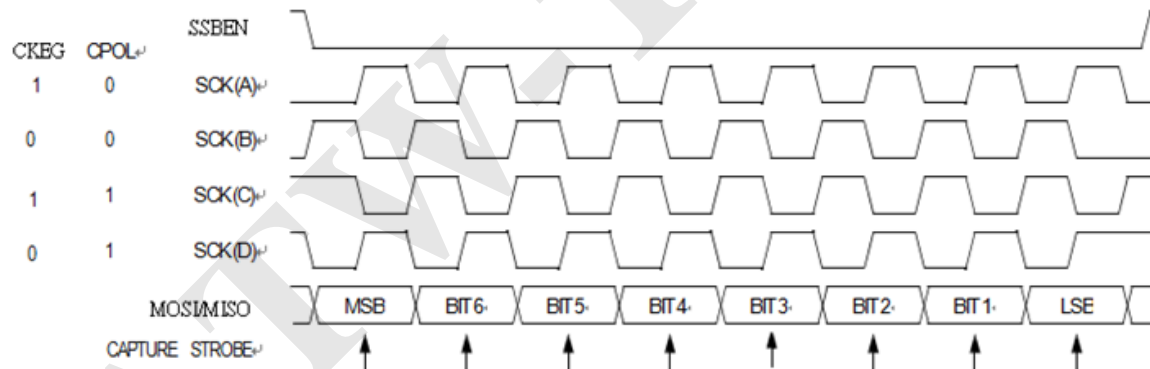 SSBEN
CKEG CPOL↵
1 0 SCK(A)↵
0 0 SCK(B)↵
1 1 SCK(C)↵
0 1 SCK(D)↵
MOSI/MISO MSB BIT6 BIT5 BIT4 BIT3 BIT2 BIT1 LSE
CAPTURE STROBE↵